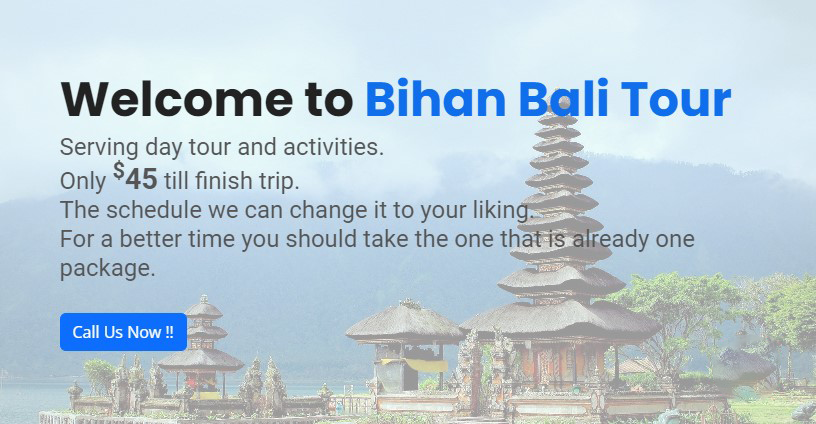 Welcome to Bihan Bali Tour
Serving day tour and activities.
Only $45 till finish trip.
The schedule we can change it to your liking.
For a better time you should take the one that is already one
package.
Call Us Now !!